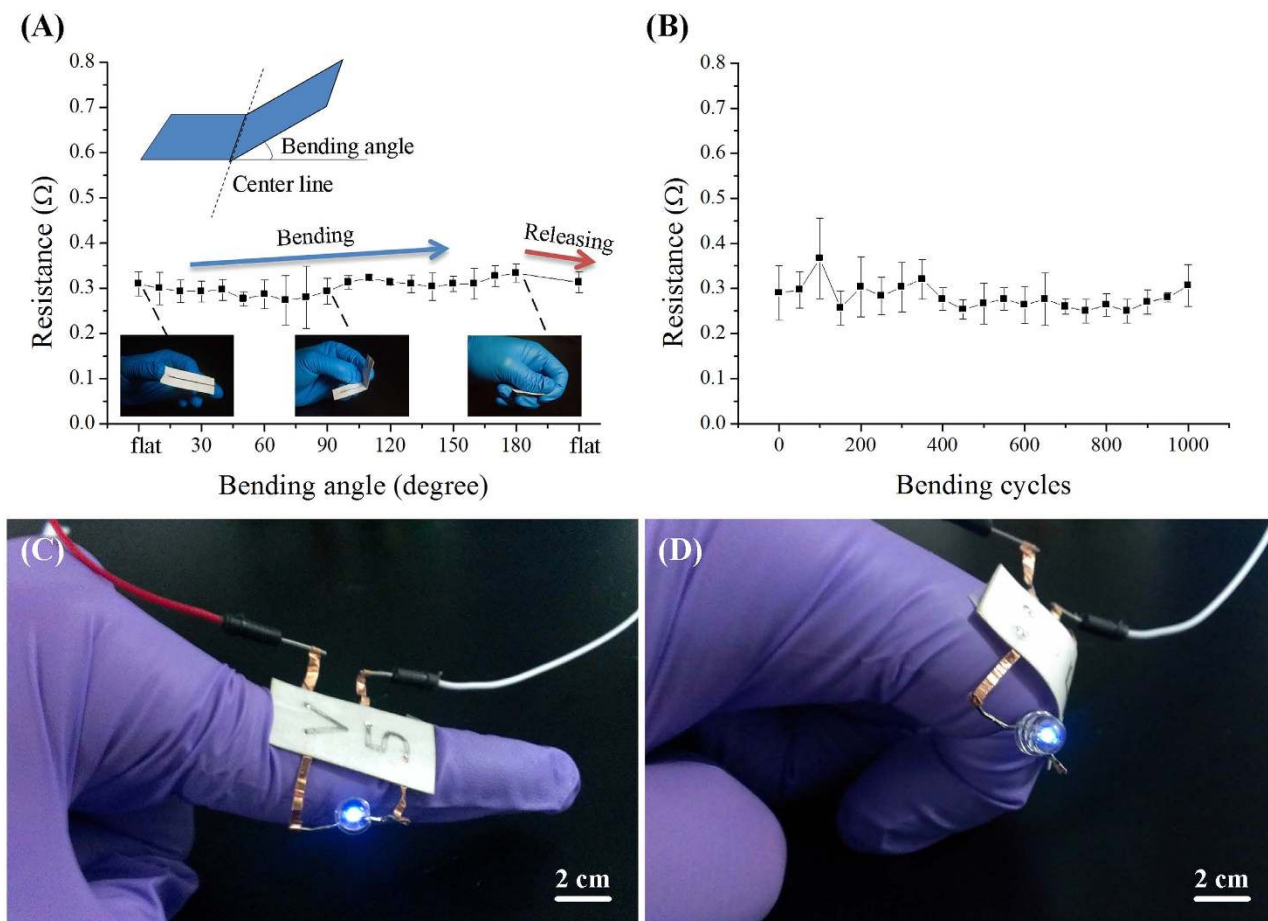 (A)
0.8
0.7
0.6
0.5
0.4
0.3
0.2
0.1
0.0
Resistance (Ω)
Bending angle
Center line
Bending
Releasing
flat 30 60 90 120 150 180 flat
Bending angle (degree)
(B)
0.8
0.7
0.6
0.5
0.4
0.3
0.2
0.1
0.0
Resistance (Ω)
0 200 400 600 800 1000
Bending cycles
(C)
V
5
2 cm
(D)
2 cm